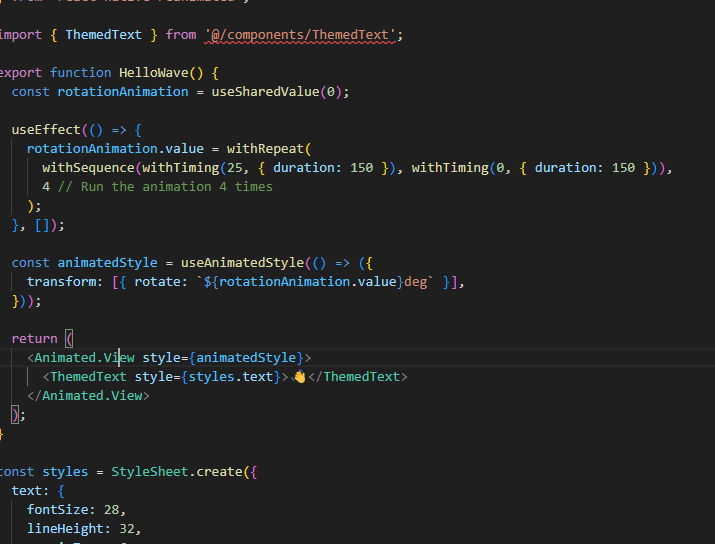 import { ThemedText } from '@/components/ThemedText';
export function HelloWave() {
const rotationAnimation = useSharedValue(0);
useEffect(() => {
rotationAnimation.value = withRepeat(
withSequence(withTiming(25, { duration: 150 }), withTiming(0, { duration: 150 })),
4 // Run the animation 4 times
);
}, []);
const animatedStyle = useAnimatedStyle(() => ({
transform: [{ rotate: `${rotationAnimation.value}deg` }],
}));
return (
<Animated.View style={animatedStyle}>
<ThemedText style={styles.text}>👋</ThemedText>
</Animated.View>
);
}
const styles = StyleSheet.create({
text: {
fontSize: 28,
lineHeight: 32,